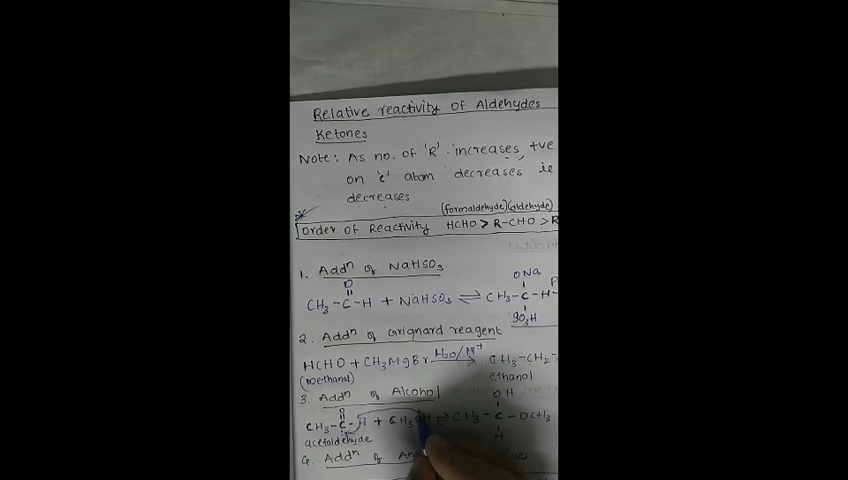 Relative reactivity of Aldehydes
Ketones
Note: As no. of 'R' increases, +ve
on 'c' atom decreases ie
decreases
(formaldehyde) (aldehyde)
Order of Reactivity HCHO > R-CHO > R
1. Addn of NaHSO3
O ONa
CH3-C-H + NaHSO3 ⇌ CH3-C-H
SO3H
2. Addn of Grignard reagent
HCHO + CH3MgBr H2O/H+ → CH3-CH2-
(methanal) ethanol
3. Addn of Alcohol
O OH
CH3-C-H + CH3OH ⇌ CH3-C-OCH3
acetaldehyde H
4. Addn of